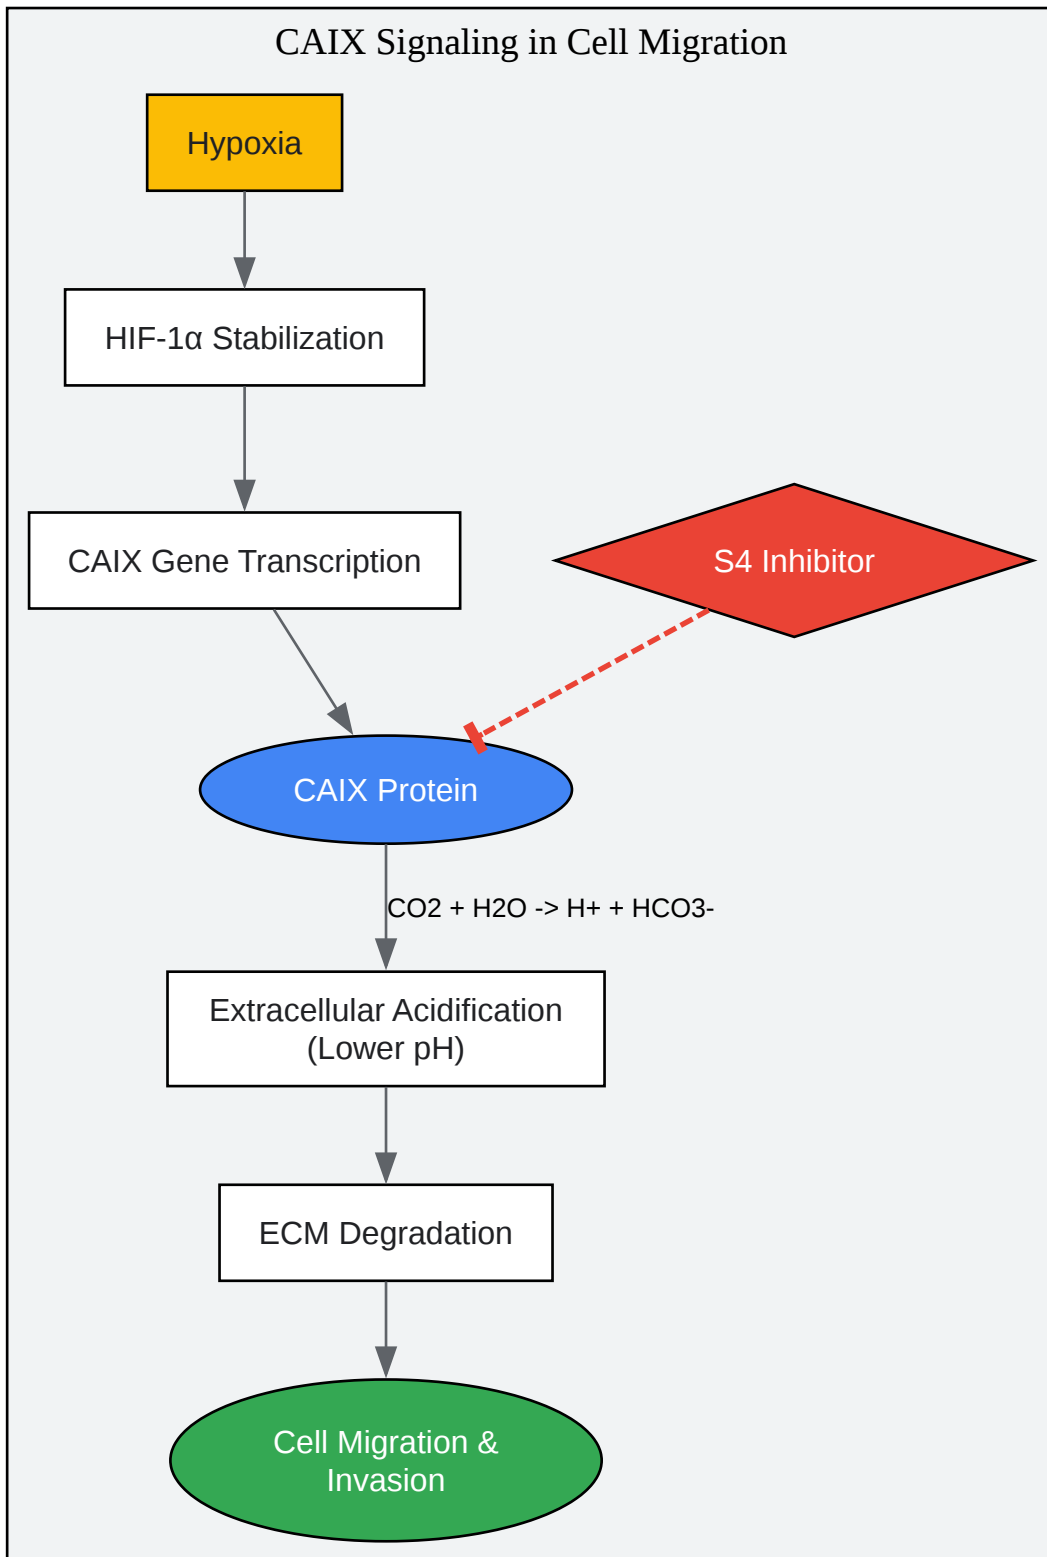 CAIX Signaling in Cell Migration
Hypoxia
HIF-1α Stabilization
CAIX Gene Transcription
S4 Inhibitor
CAIX Protein
CO2 + H2O -> H+ + HCO3-
Extracellular Acidification
(Lower pH)
ECM Degradation
Cell Migration &
Invasion